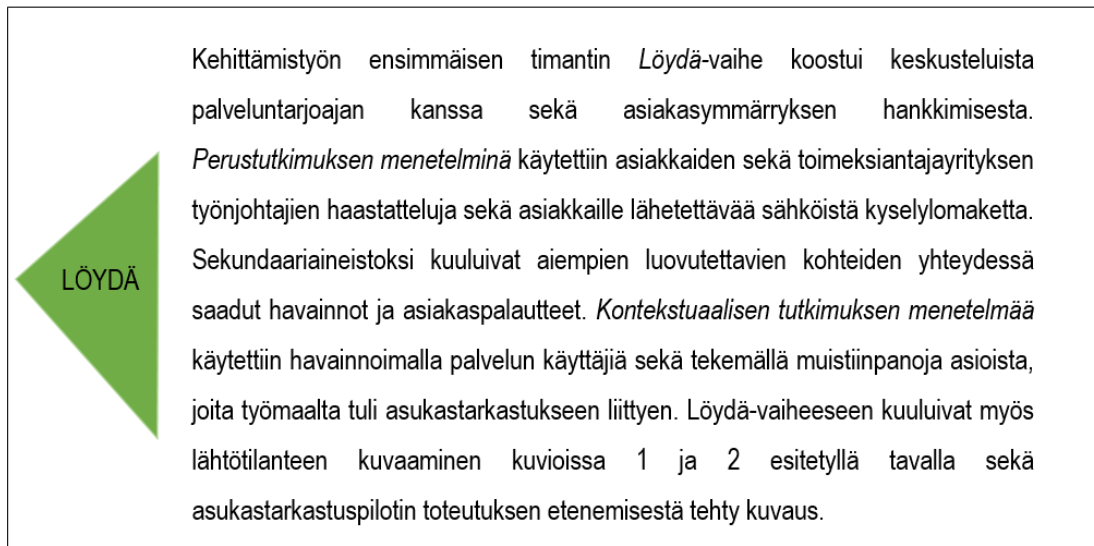 Kehittämistyön ensimmäisen timantin Löydä-vaihe koostui keskusteluista
palveluntarjoajan kanssa sekä asiakasymmärryksen hankkimisesta.
Perustutkimuksen menetelminä käytettiin asiakkaiden sekä toimeksiantajayrityksen
työnjohtajien haastatteluja sekä asiakkaille lähetettävää sähköistä kyselylomaketta.
LÖYDÄ
Sekundaariaineistoksi kuuluivat aiempien luovutettavien kohteiden yhteydessä
saadut havainnot ja asiakaspalautteet. Kontekstuaalisen tutkimuksen menetelmää
käytettiin havainnoimalla palvelun käyttäjiä sekä tekemällä muistiinpanoja asioista,
joita työmaalta tuli asukastarkastukseen liittyen. Löydä-vaiheeseen kuuluivat myös
lähtötilanteen kuvaaminen kuvioissa 1 ja 2 esitetyllä tavalla sekä
asukastarkastuspilotin toteutuksen etenemisestä tehty kuvaus.